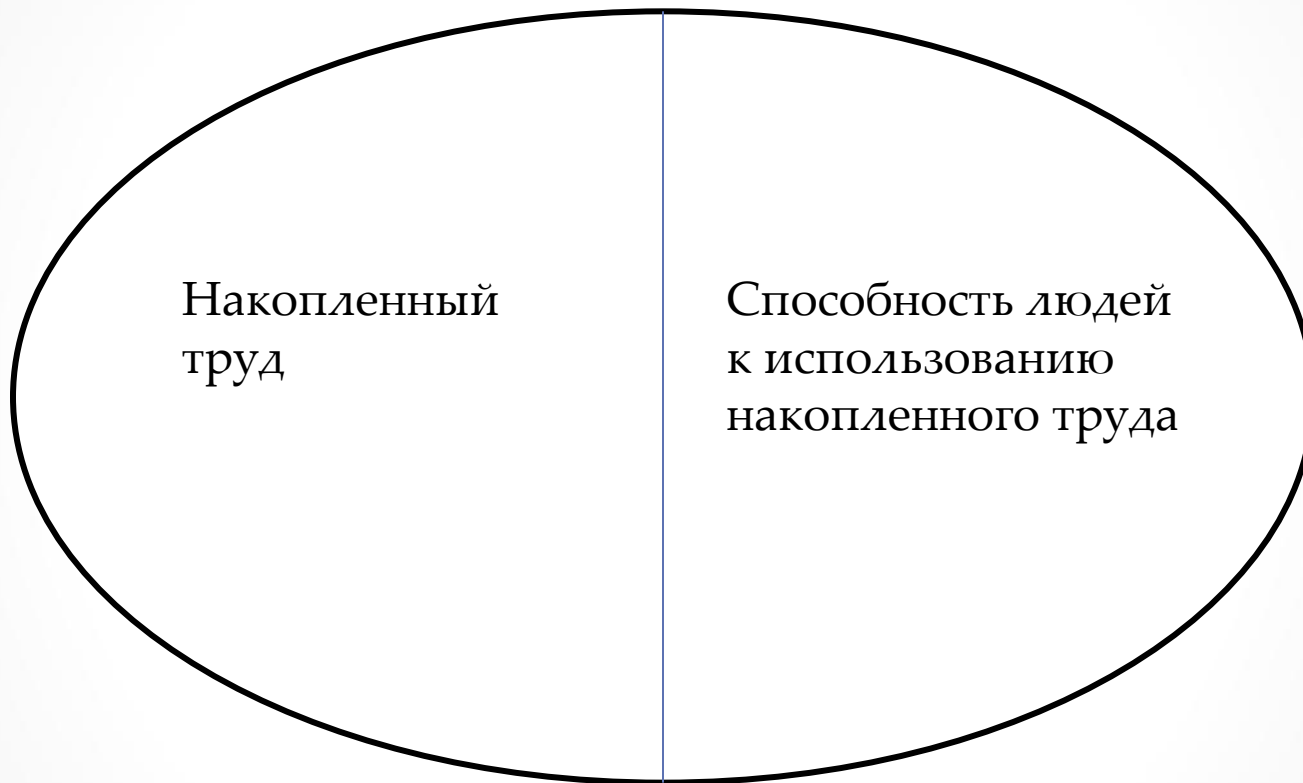 Накопленный
труд
Способность людей
к использованию
накопленного труда